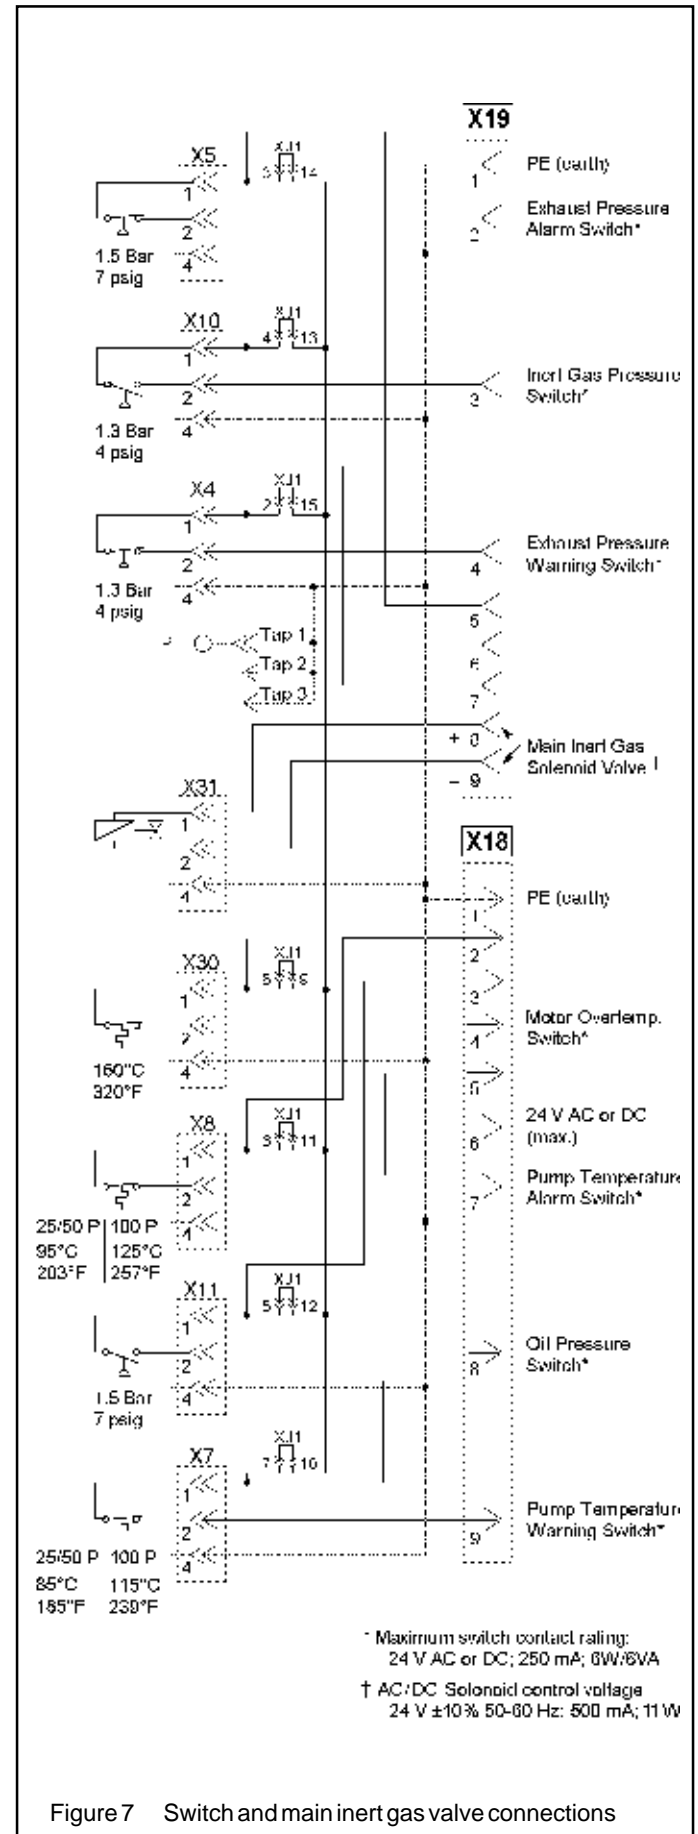 X19
X5
XJ1
3 14
1
PE (earth)
1
2
Exhaust Pressure
Alarm Switch*
2
1.5 Bar
7 psig
4
X10
XJ1
4 13
1
Inert Gas Pressure
Switch*
2
3
1.3 Bar
4 psig
4
X4
XJ1
2 15
1
Exhaust Pressure
Warning Switch*
2
4
1.3 Bar
4 psig
4
5
Tap 1
6
Tap 2
7
Tap 3
+ 8
Main Inert Gas
Solenoid Valve
– 9
X31
1
X18
2
4
PE (earth)
1
2
X30
XJ1
1
3
2
Motor Overtemp.
Switch*
4
4
160°C
320°F
5
X8
XJ1
11
24 V AC or DC
(max.)
1
6
Pump Temperature
Alarm Switch*
2
7
25/50 P 100 P
95°C 125°C
203°F 257°F
4
X11
XJ1
5 12
1
Oil Pressure
Switch*
2
8
1.5 Bar
7 psig
4
X7
XJ1
7 10
1
Pump Temperature
Warning Switch*
2
9
25/50 P 100 P
85°C 115°C
185°F 239°F
4
* Maximum switch contact rating:
24 V AC or DC; 250 mA; 6W/6VA
† AC/DC Solonoid control voltage
24 V ±10% 50-60 Hz: 500 mA; 11 W
Figure 7 Switch and main inert gas valve connections